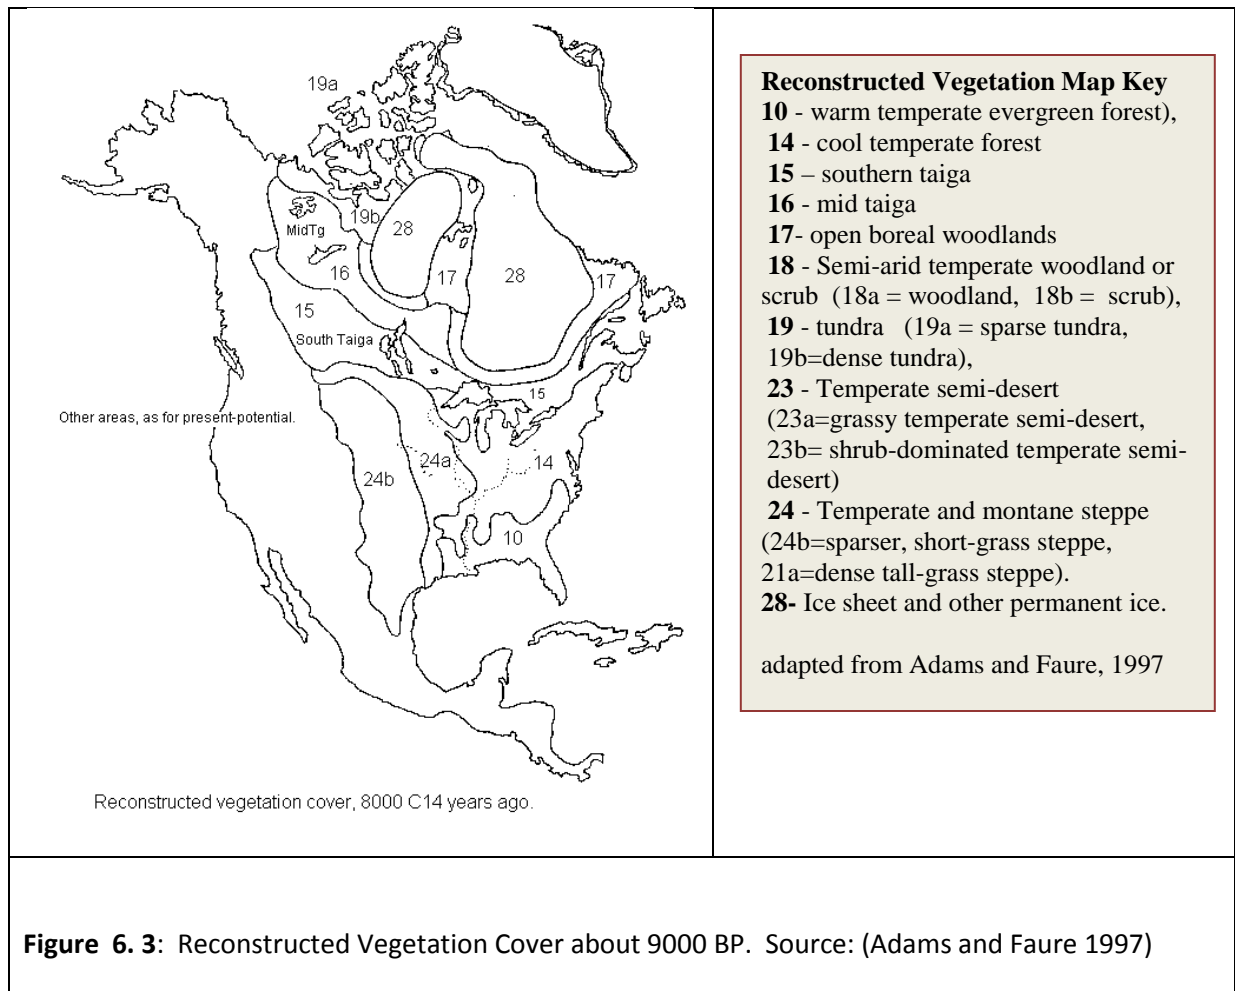 19a
19b
28
MidTg
16
17
28
17
15
South Taiga
15
Other areas, as for present-potential.
24a
14
24b
10
Reconstructed vegetation cover, 8000 C14 years ago.
Reconstructed Vegetation Map Key
10 - warm temperate evergreen forest),
14 - cool temperate forest
15 – southern taiga
16 - mid taiga
17- open boreal woodlands
18 - Semi-arid temperate woodland or
scrub (18a = woodland, 18b = scrub),
19 - tundra (19a = sparse tundra,
19b=dense tundra),
23 - Temperate semi-desert
(23a=grassy temperate semi-desert,
23b= shrub-dominated temperate semi-
desert)
24 - Temperate and montane steppe
(24b=sparser, short-grass steppe,
21a=dense tall-grass steppe).
28- Ice sheet and other permanent ice.
adapted from Adams and Faure, 1997
Figure 6. 3: Reconstructed Vegetation Cover about 9000 BP. Source: (Adams and Faure 1997)